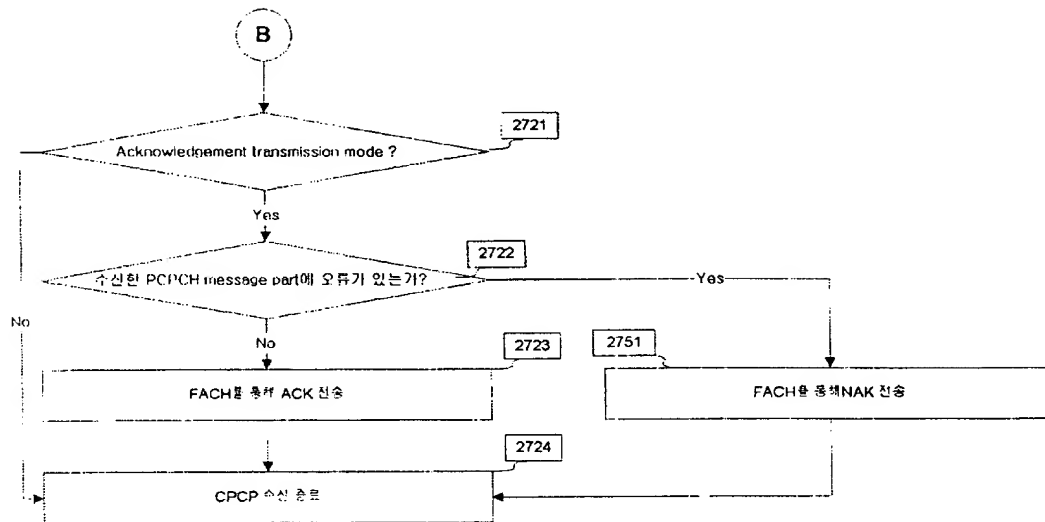 B
2721
Acknowledgement transmission mode ?
Yes
2722
수신한 PCPCH message part에 오류가 있는가?
Yes
No
No
2723
2751
FACH를 통해 ACK 전송
FACH를 통해NAK 전송
2724
CPCP 수신 종료